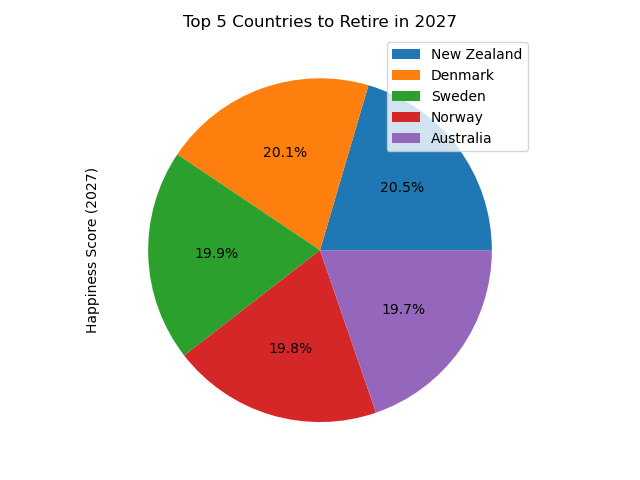 Top 5 Countries to Retire in 2027
New Zealand
Denmark
Sweden
Norway
Australia
20.1%
20.5%
19.9%
19.7%
19.8%
Happiness Score (2027)